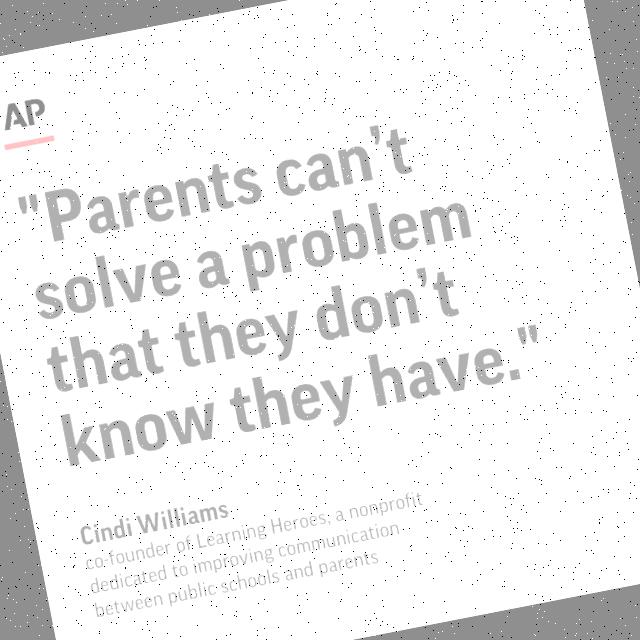 AP
"Parents can't
solve a problem
that they don't
know they have."
Cindi Williams
co-founder of Learning Heroes, a nonprofit
dedicated to improving communication
between public schools and parents